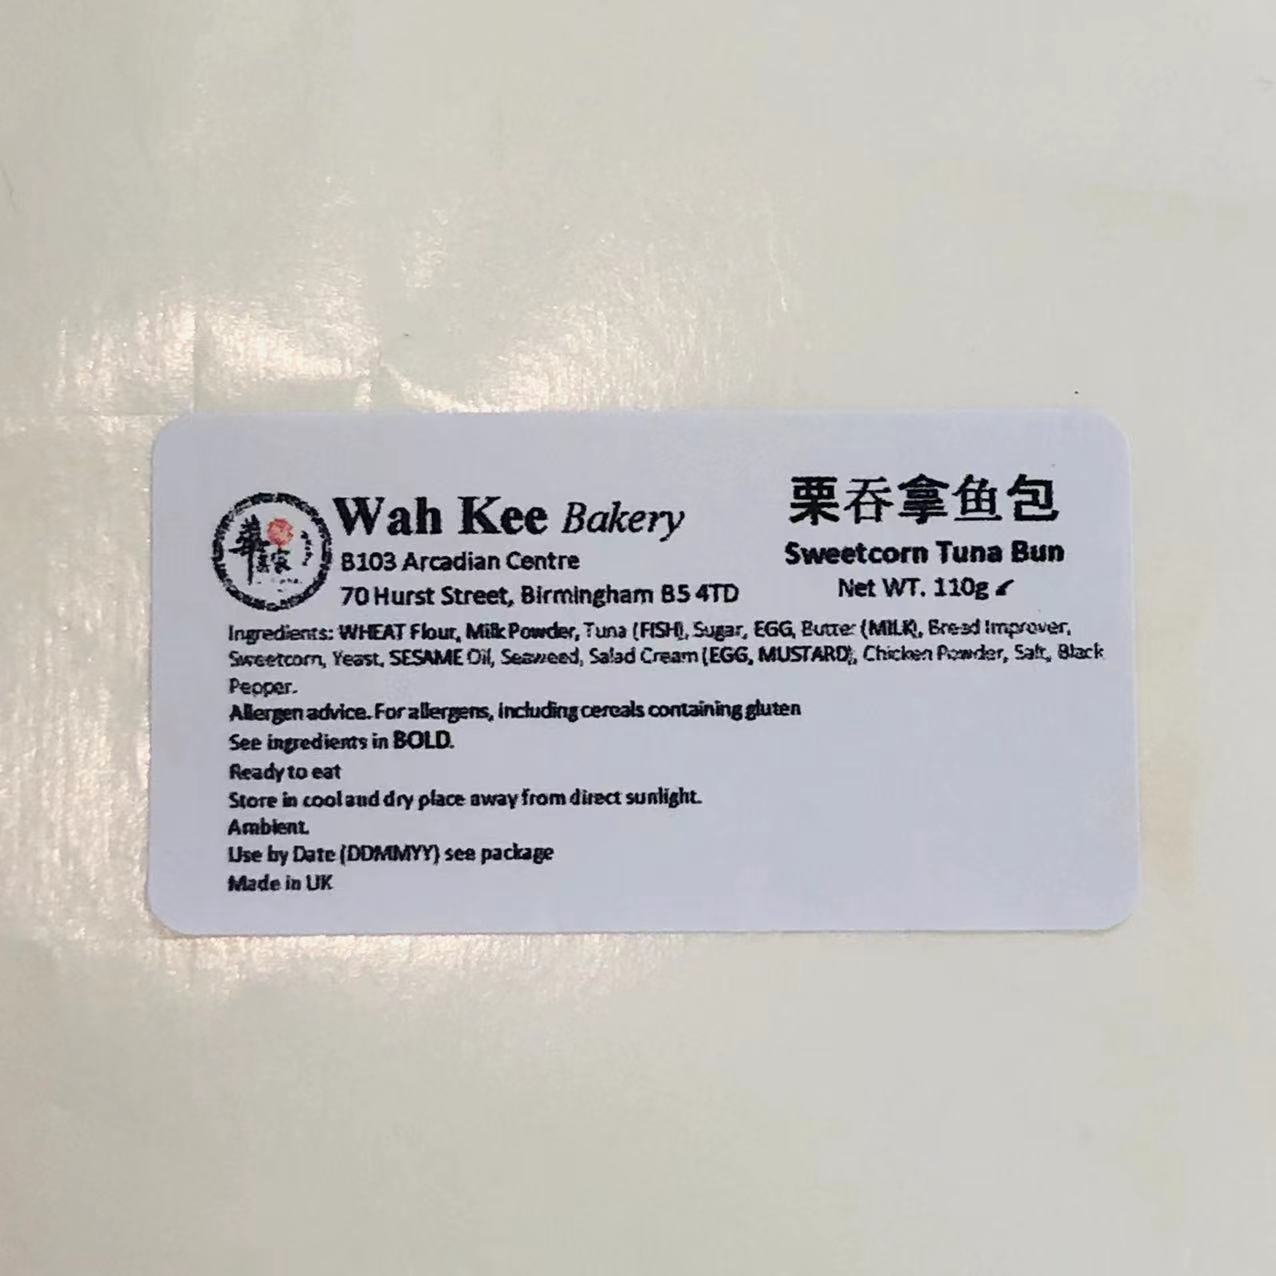 華
家
Wah Kee Bakery
B103 Arcadian Centre
70 Hurst Street, Birmingham B5 4TD
栗吞拿鱼包
Sweetcorn Tuna Bun
Net WT. 110g
Ingredients: WHEAT Flour, Milk Powder, Tuna (FISH), Sugar, EGG, Butter (MILK), Bread Improver,
Sweetcorn, Yeast, SESAME Oil, Seaweed, Salad Cream (EGG, MUSTARD), Chicken Powder, Salt, Black
Pepper.
Allergen advice. For allergens, including cereals containing gluten
See ingredients in BOLD.
Ready to eat
Store in cool and dry place away from direct sunlight.
Ambient.
Use by Date (DDMMYY) see package
Made in UK